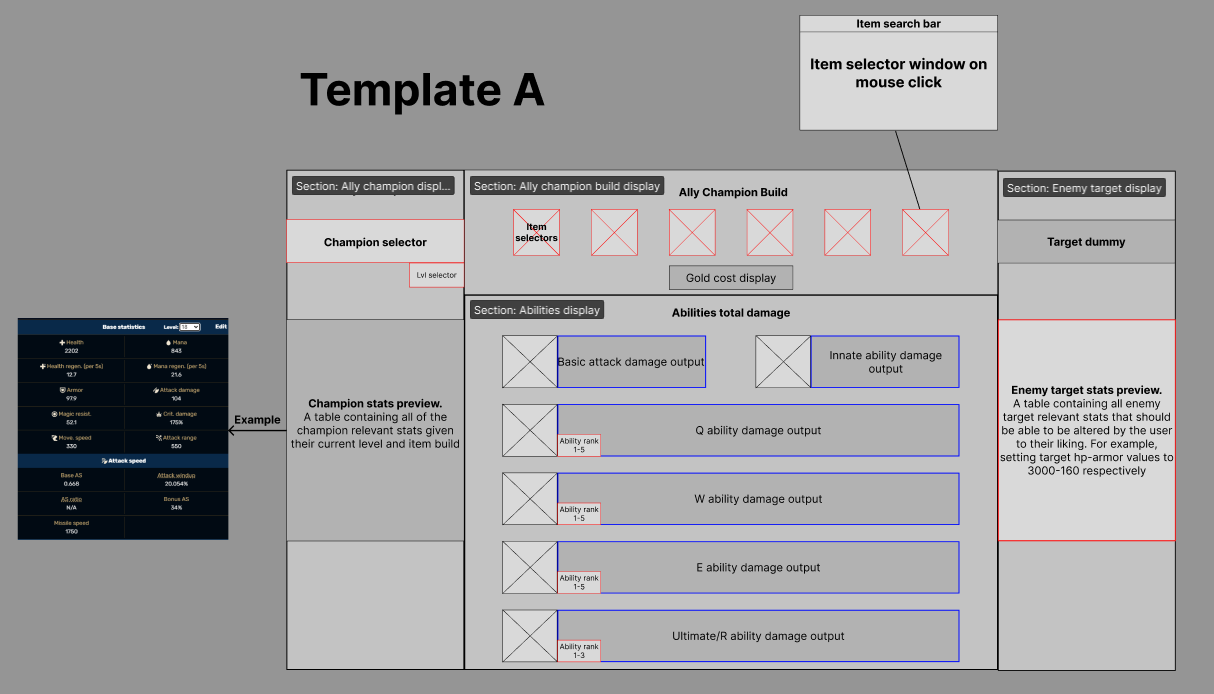 Item search bar
Item selector window on
mouse click
Template A
Section: Ally champion displ...
Section: Ally champion build display
Ally Champion Build
Section: Enemy target display
Champion selector
Lvl selector
Item
selectors
Gold cost display
Target dummy
Section: Abilities display
Abilities total damage
Basic attack damage output
Innate ability damage
output
Q ability damage output
Ability rank
1-5
W ability damage output
Ability rank
1-5
E ability damage output
Ability rank
1-5
Ultimate/R ability damage output
Ability rank
1-3
Champion stats preview.
A table containing all of the
champion relevant stats given
their current level and item build
Enemy target stats preview.
A table containing all enemy
target relevant stats that should
be able to be altered by the user
to their liking. For example,
setting target hp-armor values to
3000-160 respectively
Example
Base statistics Level: 18 Edit
Health Mana
2202 843
Health regen. (per 5s) Mana regen. (per 5s)
12.7 21.6
Armor Attack damage
97.9 104
Magic resist. Crit. damage
52.1 175%
Move. speed Attack range
330 550
Attack speed
Base AS Attack windup
0.668 20.054%
AS ratio Bonus AS
N/A 34%
Missile speed
1750